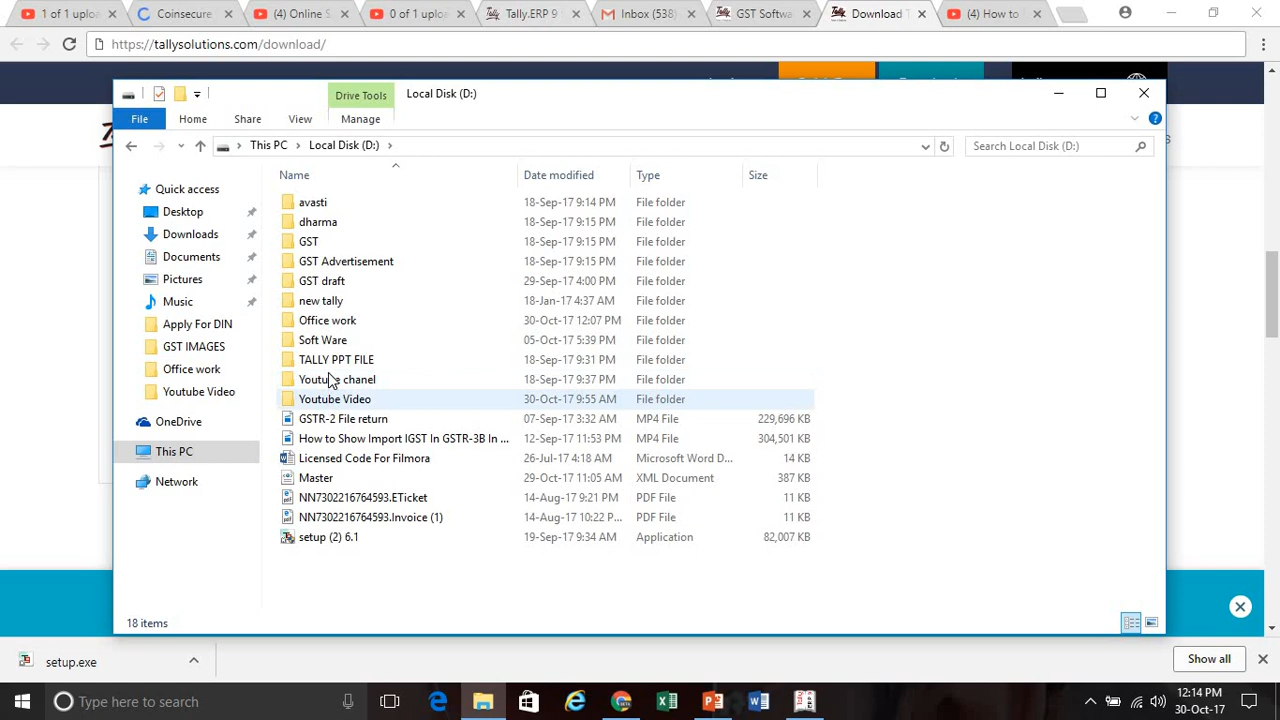 1 of 1 uploa
Coinsecure
(4) Online S
0 of 1 uploa
Tally.ERP 9
Inbox (538)
GST Softwa
Download T
(4) How to
https://tallysolutions.com/download/
Drive Tools
Local Disk (D:)
File
Home
Share
View
Manage
This PC
Local Disk (D:)
Search Local Disk (D:)
Name
Date modified
Type
Size
Quick access
Desktop
Downloads
Documents
Pictures
Music
Apply For DIN
GST IMAGES
Office work
Youtube Video
OneDrive
This PC
Network
avasti 18-Sep-17 9:14 PM File folder
dharma 18-Sep-17 9:15 PM File folder
GST 18-Sep-17 9:15 PM File folder
GST Advertisement 18-Sep-17 9:15 PM File folder
GST draft 29-Sep-17 4:00 PM File folder
new tally 18-Jan-17 4:37 AM File folder
Office work 30-Oct-17 12:07 PM File folder
Soft Ware 05-Oct-17 5:39 PM File folder
TALLY PPT FILE 18-Sep-17 9:31 PM File folder
Youtube chanel 18-Sep-17 9:37 PM File folder
Youtube Video 30-Oct-17 9:55 AM File folder
GSTR-2 File return 07-Sep-17 3:32 AM MP4 File 229,696 KB
How to Show Import IGST In GSTR-3B In ... 12-Sep-17 11:53 PM MP4 File 304,501 KB
Licensed Code For Filmora 26-Jul-17 4:18 AM Microsoft Word D... 14 KB
Master 29-Oct-17 11:05 AM XML Document 387 KB
NN7302216764593.ETicket 14-Aug-17 9:21 PM PDF File 11 KB
NN7302216764593.Invoice (1) 14-Aug-17 10:22 P... PDF File 11 KB
setup (2) 6.1 19-Sep-17 9:34 AM Application 82,007 KB
18 items
setup.exe
Show all
Type here to search
12:14 PM
30-Oct-17